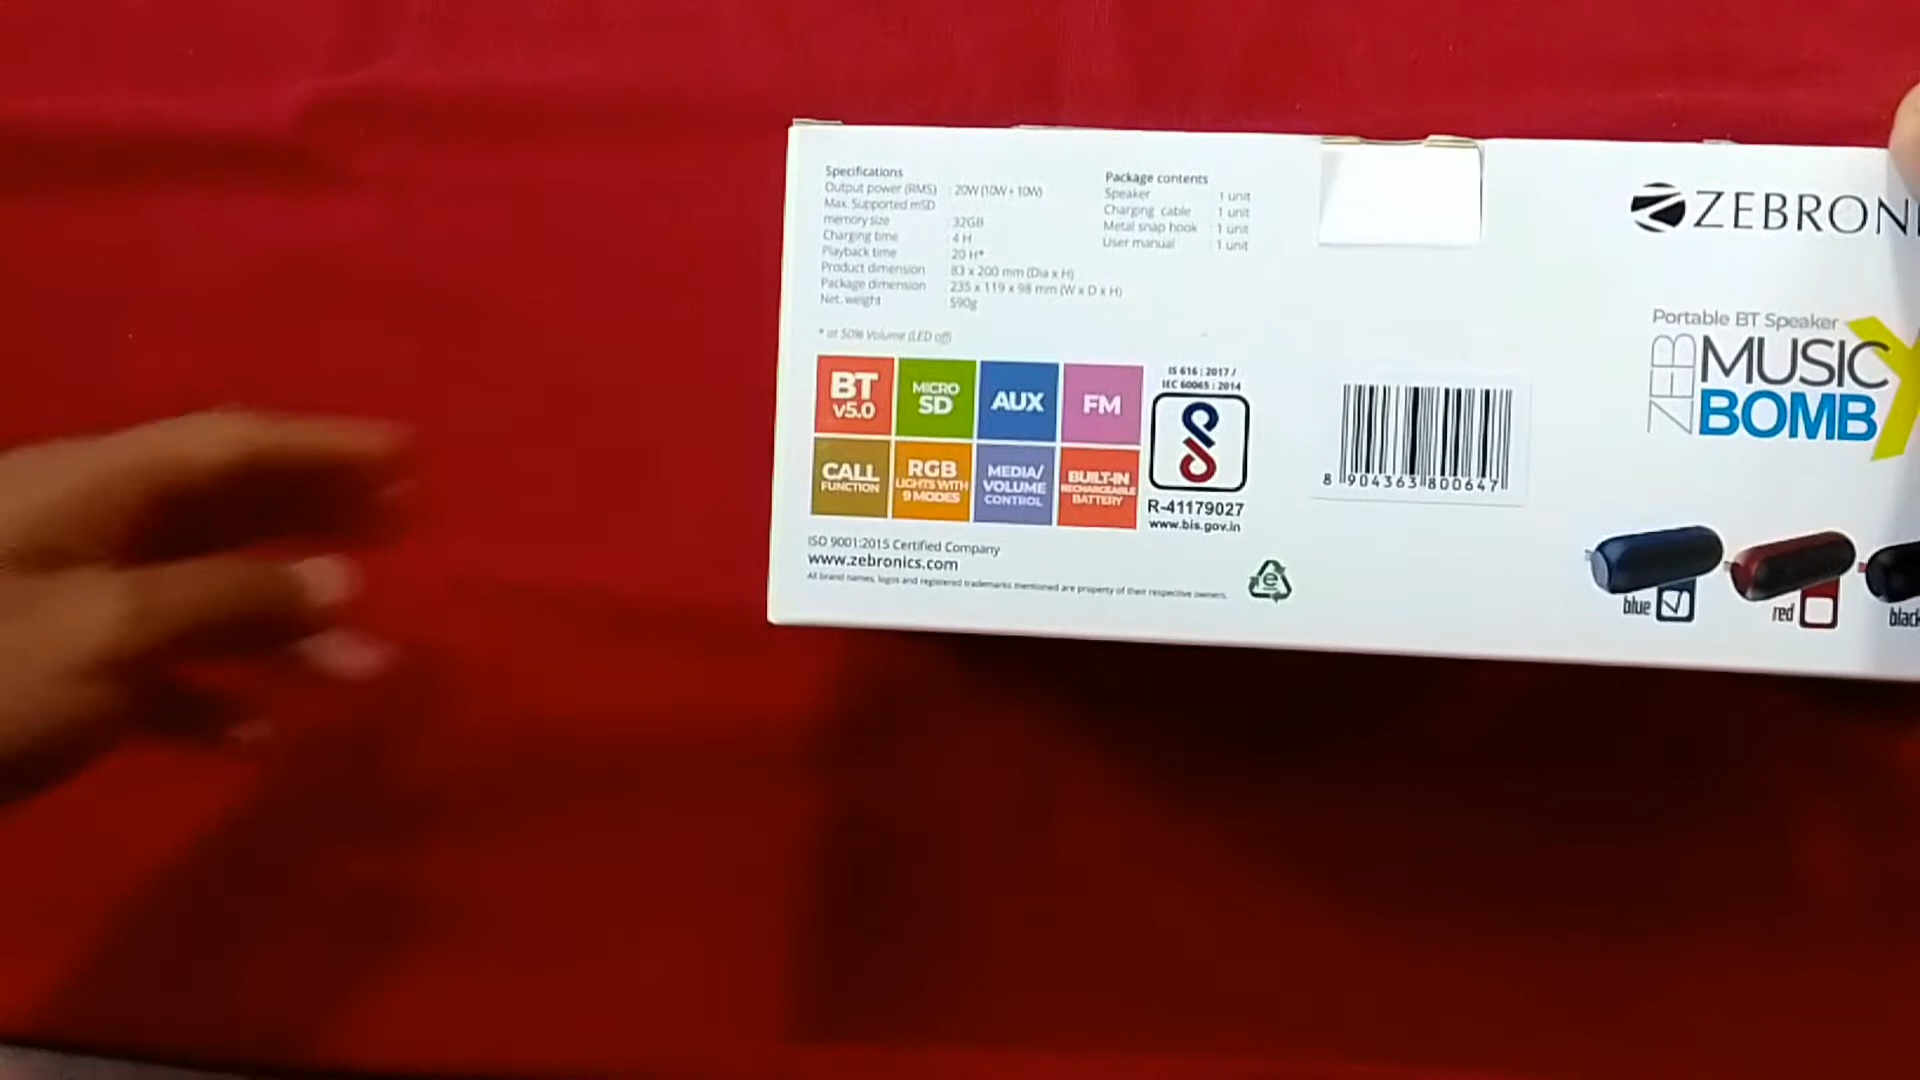 Specifications
Output power (RMS) : 20W (10W + 10W)
Max. Supported mSD
memory size : 32GB
Charging time : 4 H
Playback time : 20 H*
Product dimension : 83 x 200 mm (Dia x H)
Package dimension : 235 x 119 x 98 mm (W x D x H)
Net. weight : 590g
* at 50% Volume (LED off)
Package contents
Speaker : 1 unit
Charging cable : 1 unit
Metal snap hook : 1 unit
User manual : 1 unit
BT v5.0
MICRO SD
AUX
FM
CALL FUNCTION
RGB LIGHTS WITH 9 MODES
MEDIA/ VOLUME CONTROL
BUILT-IN RECHARGEABLE BATTERY
IS 616 : 2017 /
IEC 60065 : 2014
R-41179027
www.bis.gov.in
ISO 9001:2015 Certified Company
www.zebronics.com
All brand names, logos and registered trademarks mentioned are property of their respective owners.
8 904363 800647
ZEBRONI
Portable BT Speaker
ZEB MUSIC
BOMB X
blue
red
black